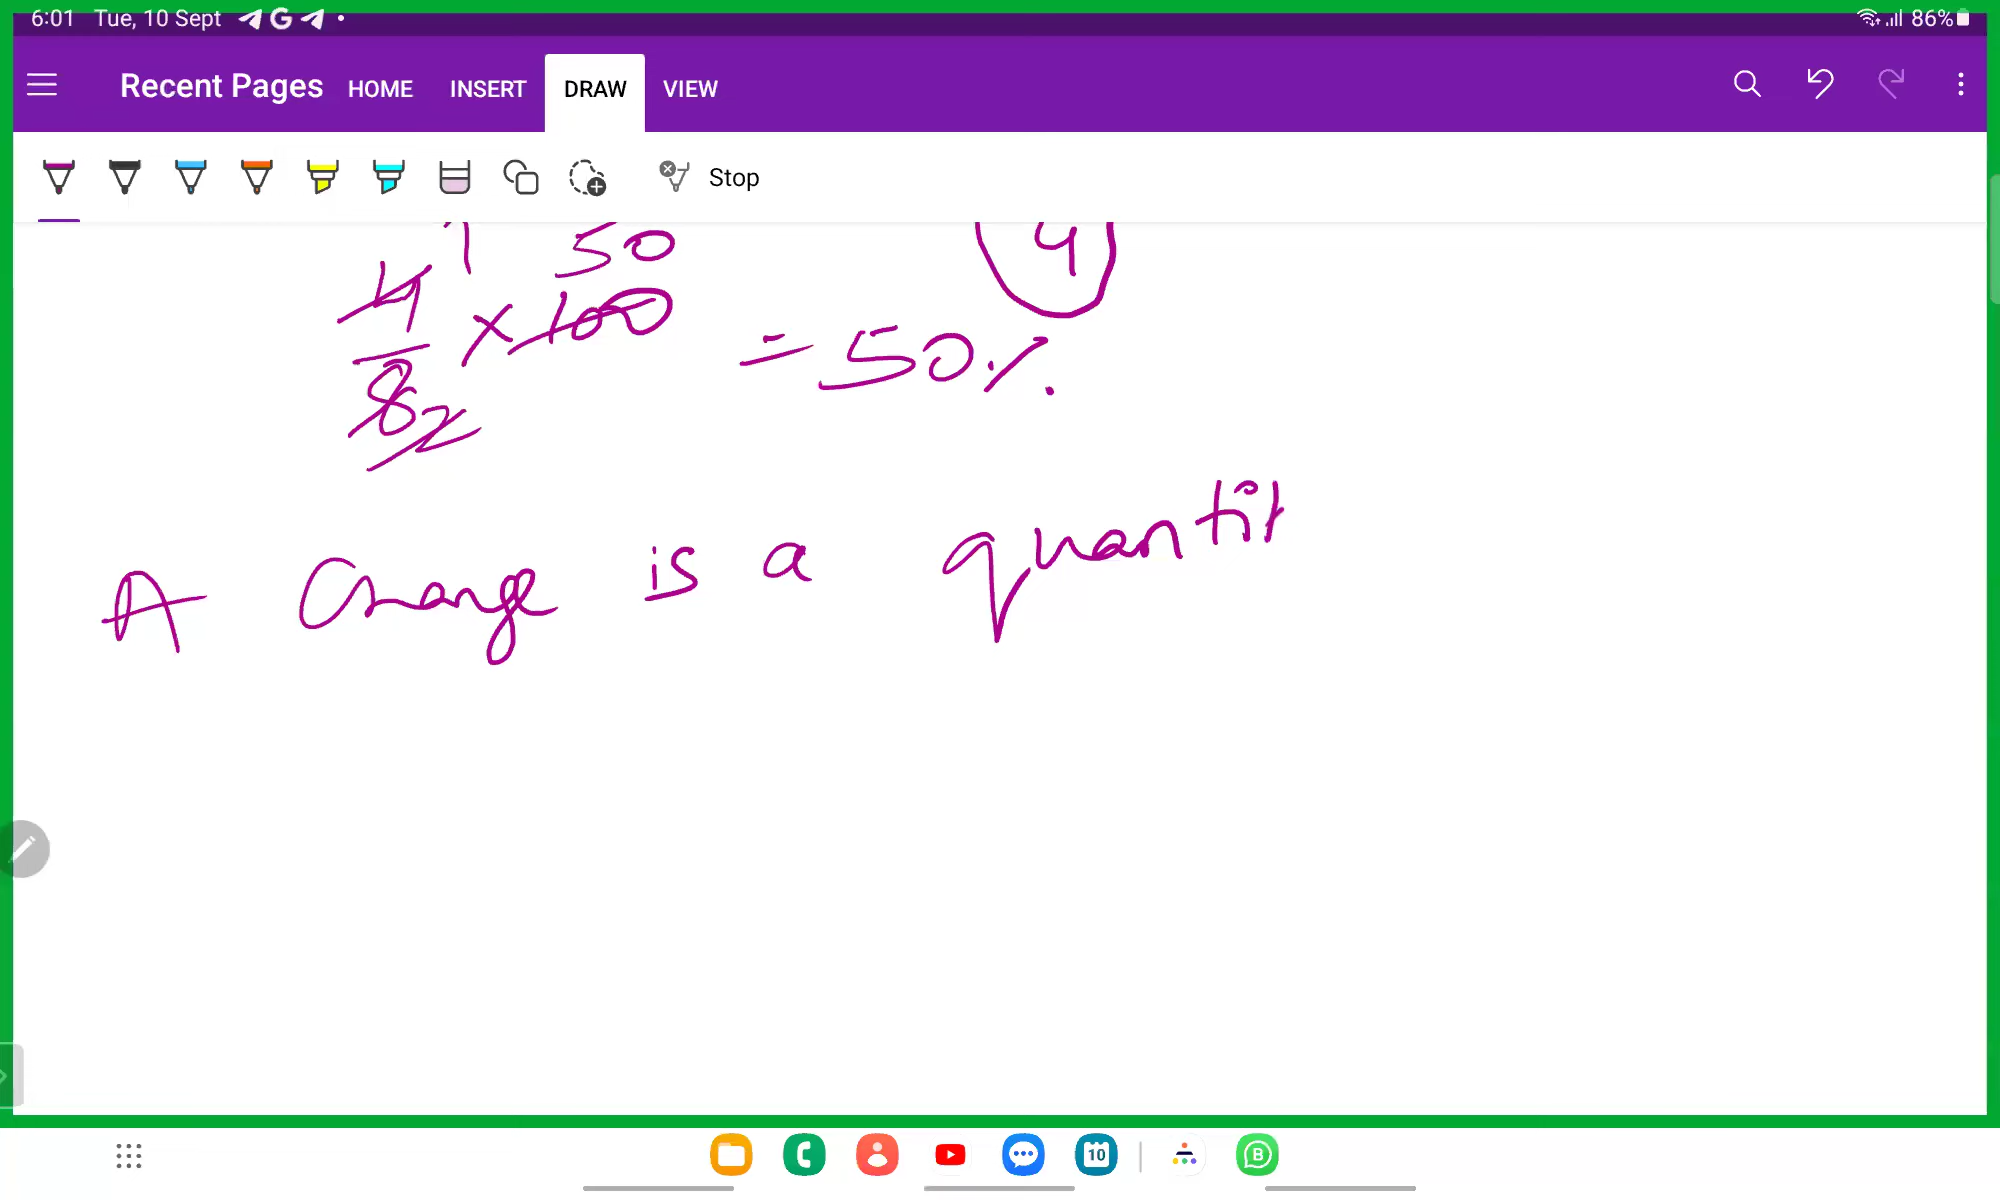 6:01 Tue, 10 Sept G 86%
Recent Pages HOME INSERT DRAW VIEW
Stop
1 50 4
4 × 100 = 50%.
8 2
A change is a quantit
10 B